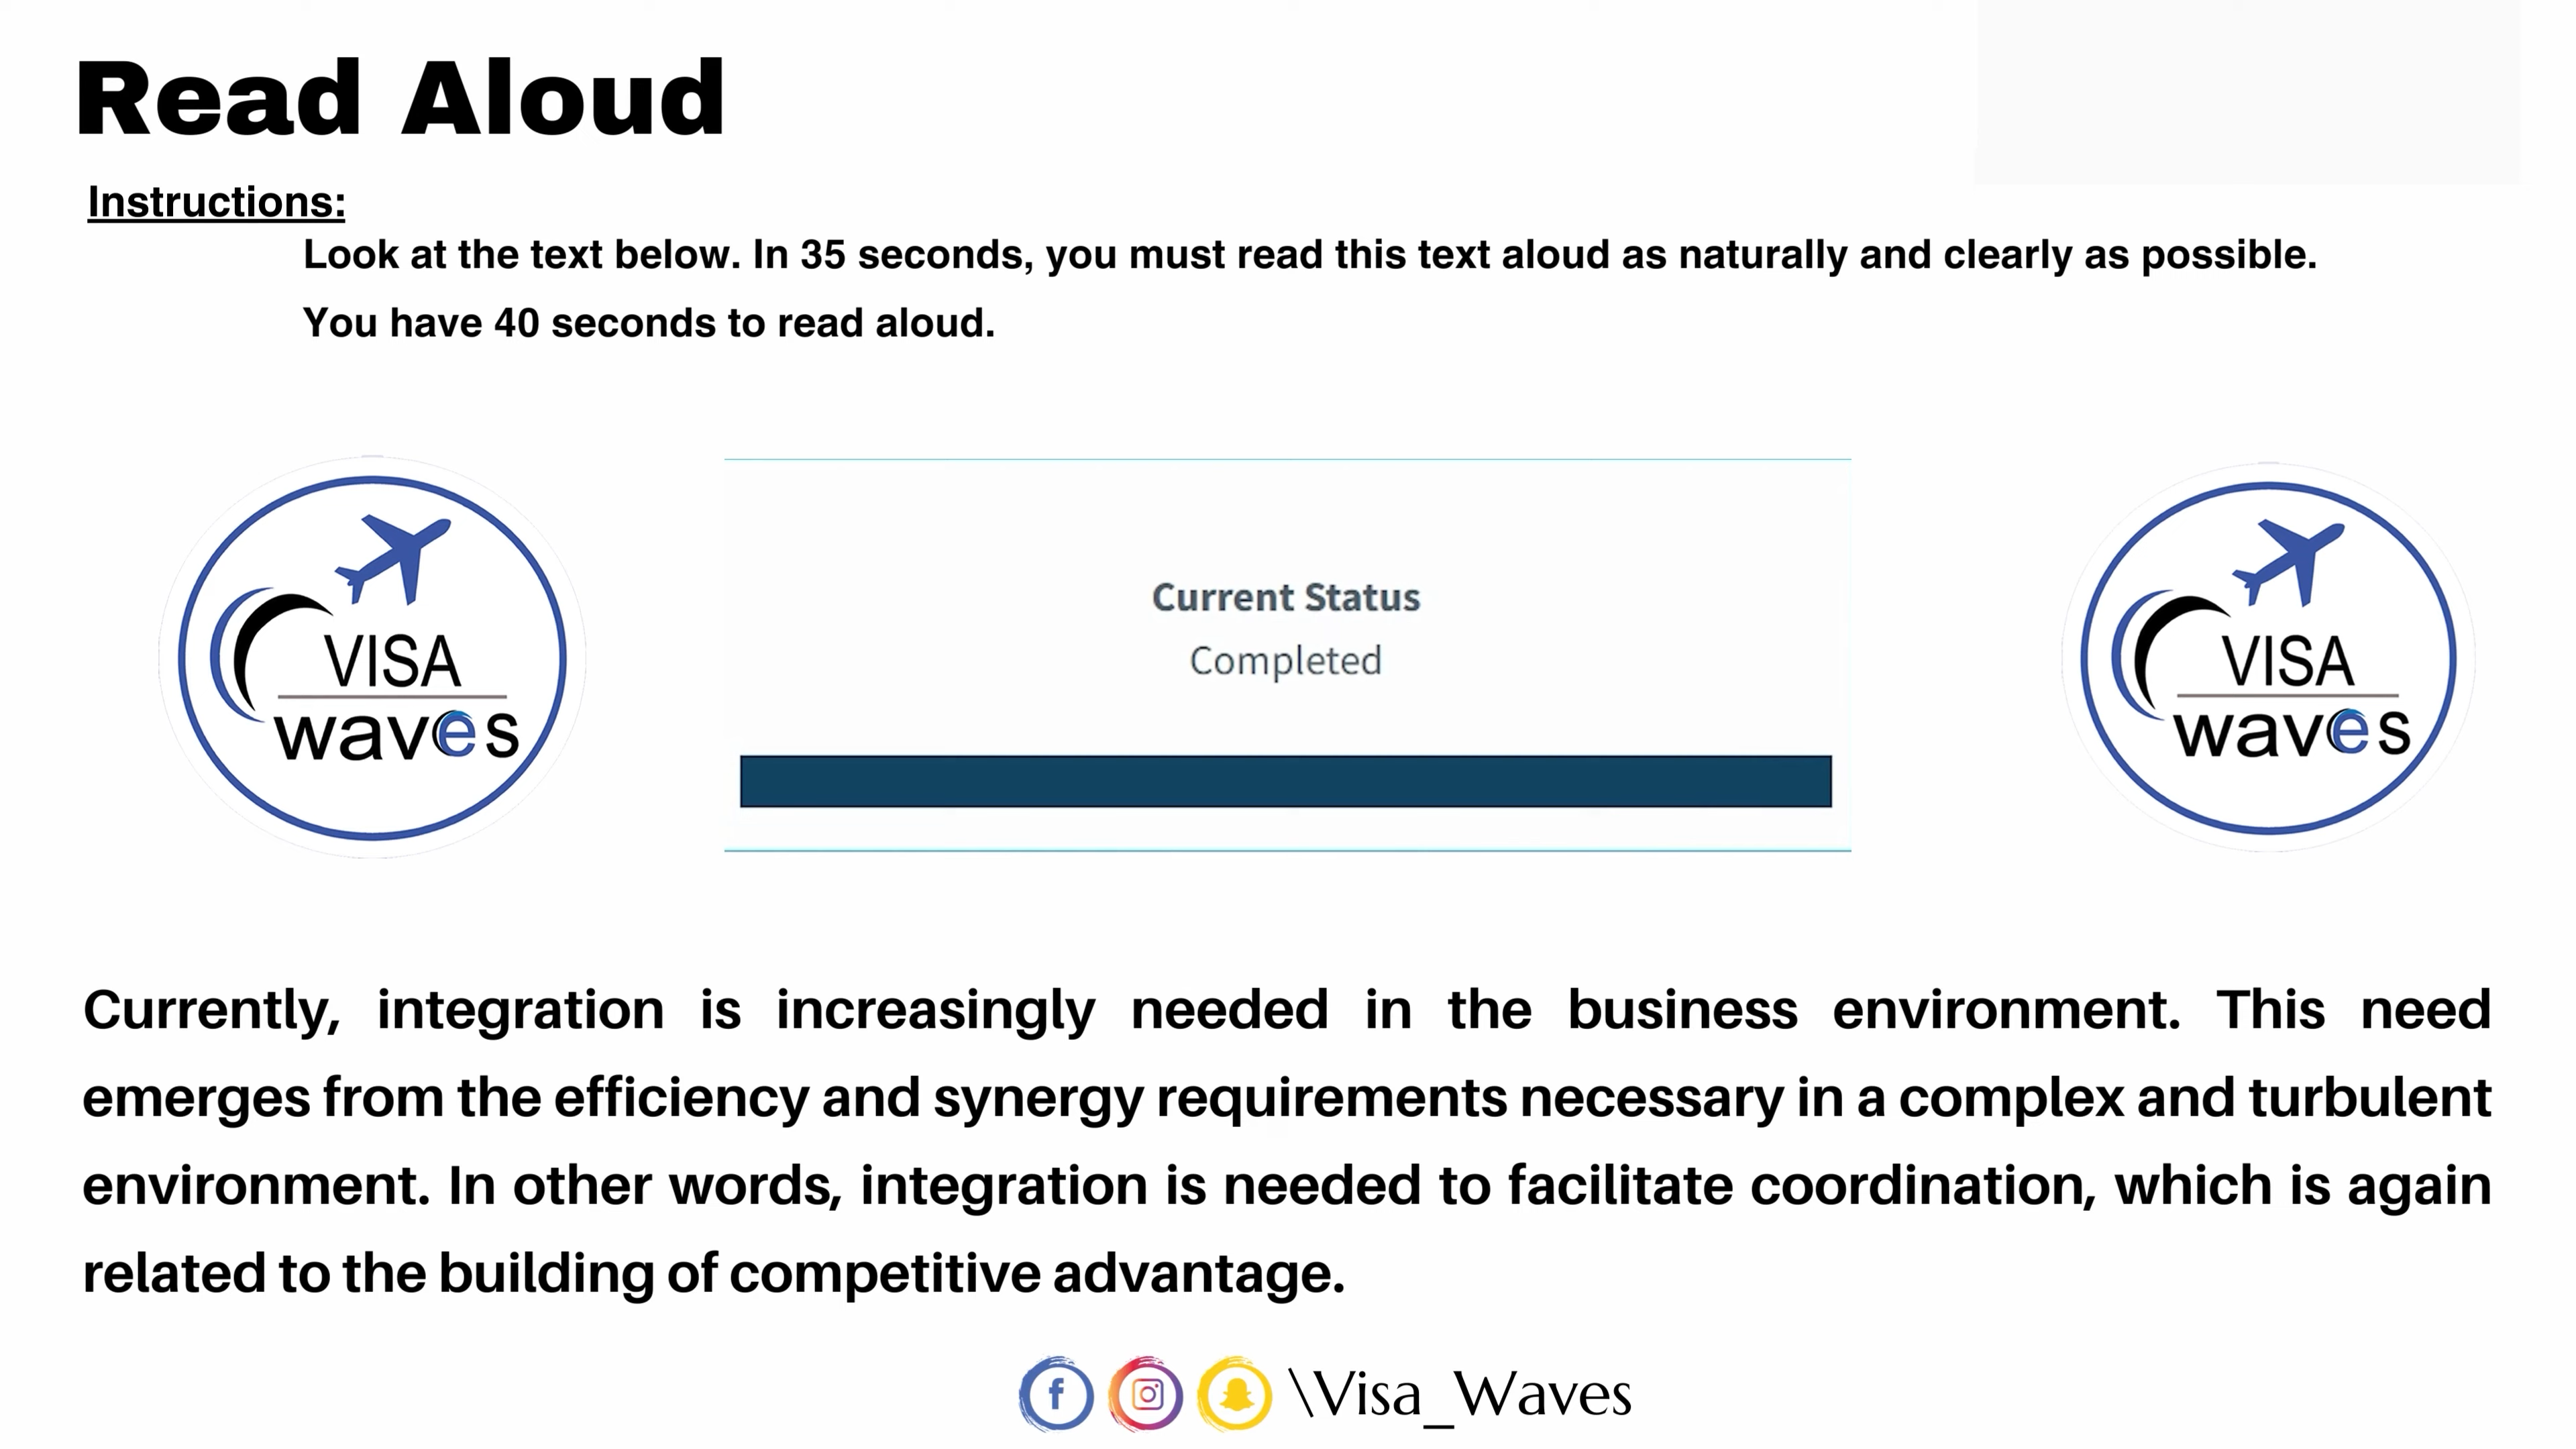 Read Aloud
Instructions:
Look at the text below. In 35 seconds, you must read this text aloud as naturally and clearly as possible.
You have 40 seconds to read aloud.
VISA
waves
Current Status
Completed
VISA
waves
Currently, integration is increasingly needed in the business environment. This need
emerges from the efficiency and synergy requirements necessary in a complex and turbulent
environment. In other words, integration is needed to facilitate coordination, which is again
related to the building of competitive advantage.
\Visa_Waves